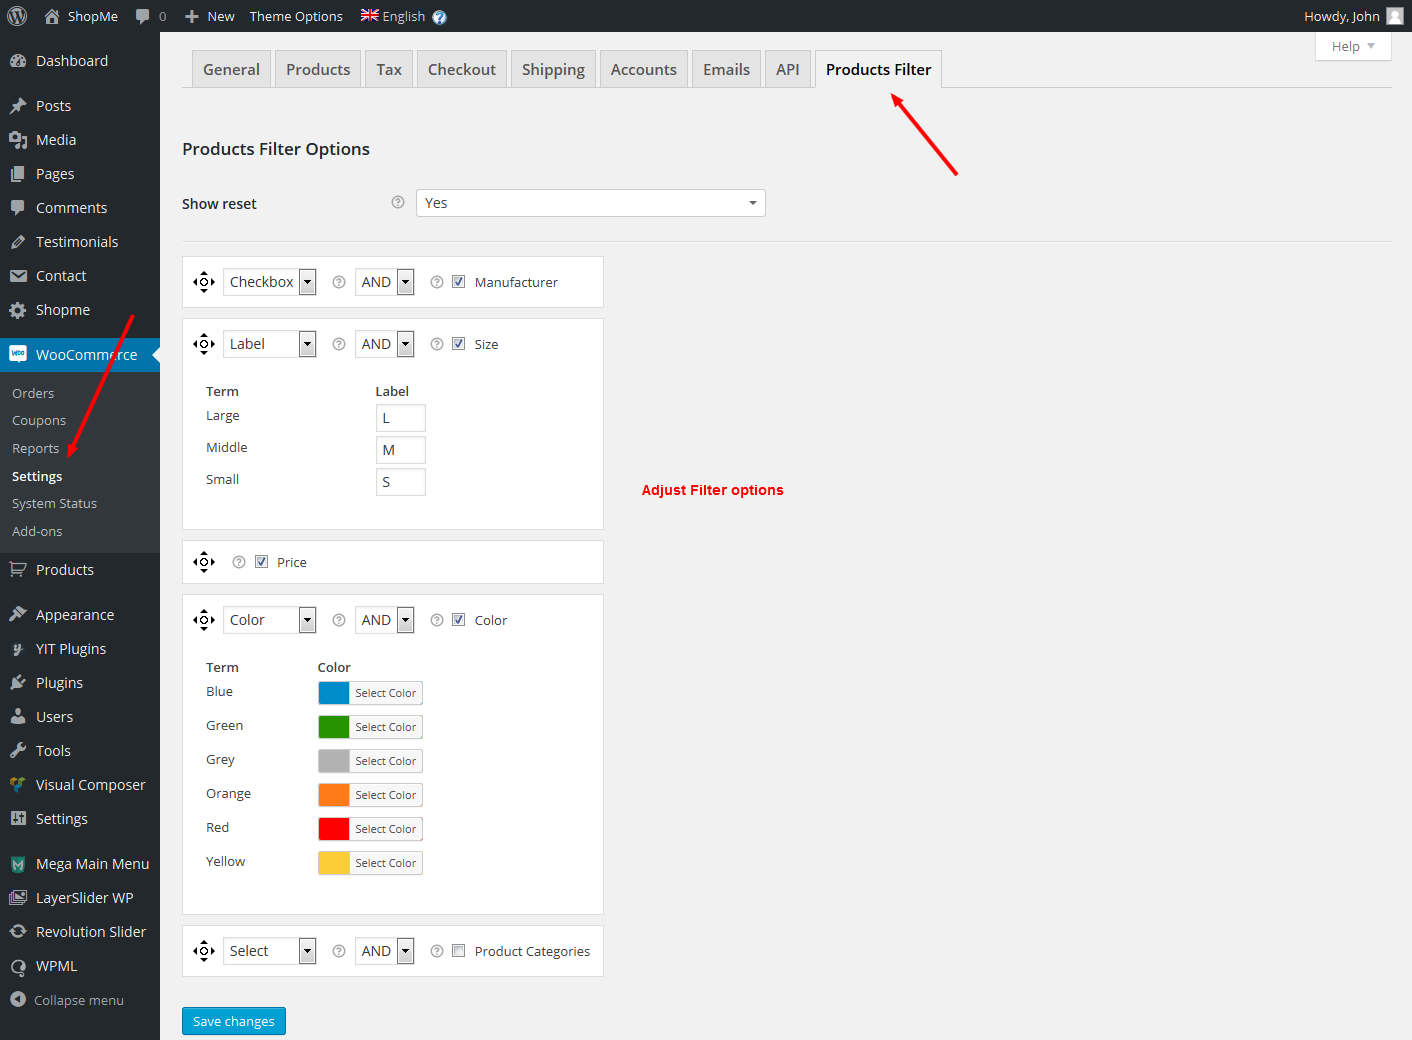 ShopMe 0 New Theme Options English Howdy, John
Help
General Products Tax Checkout Shipping Accounts Emails API Products Filter
Dashboard
Posts
Media
Pages
Comments
Testimonials
Contact
Shopme
WooCommerce
Orders
Coupons
Reports
Settings
System Status
Add-ons
Products
Appearance
YIT Plugins
Plugins
Users
Tools
Visual Composer
Settings
Mega Main Menu
LayerSlider WP
Revolution Slider
WPML
Collapse menu
Products Filter Options
Show reset ? Yes
Checkbox ? AND ? Manufacturer
Label ? AND ? Size
Term Label
Large L
Middle M
Small S
Adjust Filter options
? Price
Color ? AND ? Color
Term Color
Blue Select Color
Green Select Color
Grey Select Color
Orange Select Color
Red Select Color
Yellow Select Color
Select ? AND ? Product Categories
Save changes